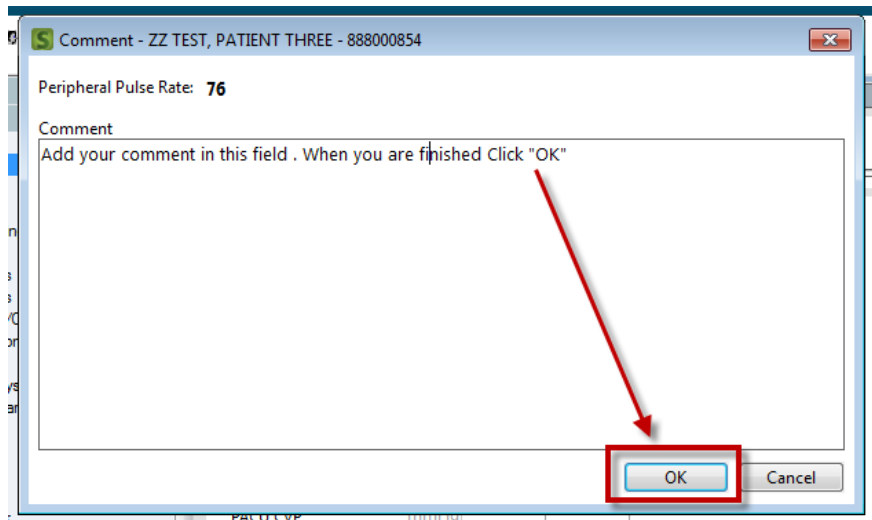 Comment - ZZ TEST, PATIENT THREE - 888000854
Peripheral Pulse Rate: 76
Comment
Add your comment in this field . When you are finished Click "OK"
OK Cancel